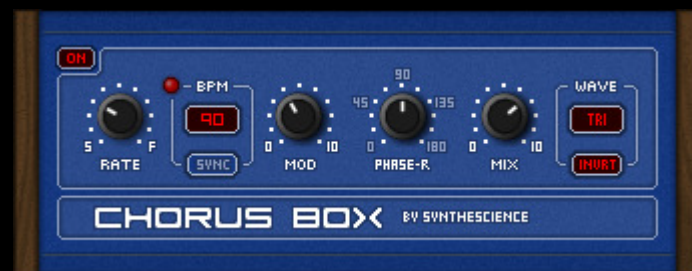 ON
BPM
90
SYNC
S F
RATE
0 10
MOD
90
45 135
0 180
PHASE-R
0 10
MIX
WAVE
TRI
INVRT
CHORUS BOX BY SYNTHESCIENCE